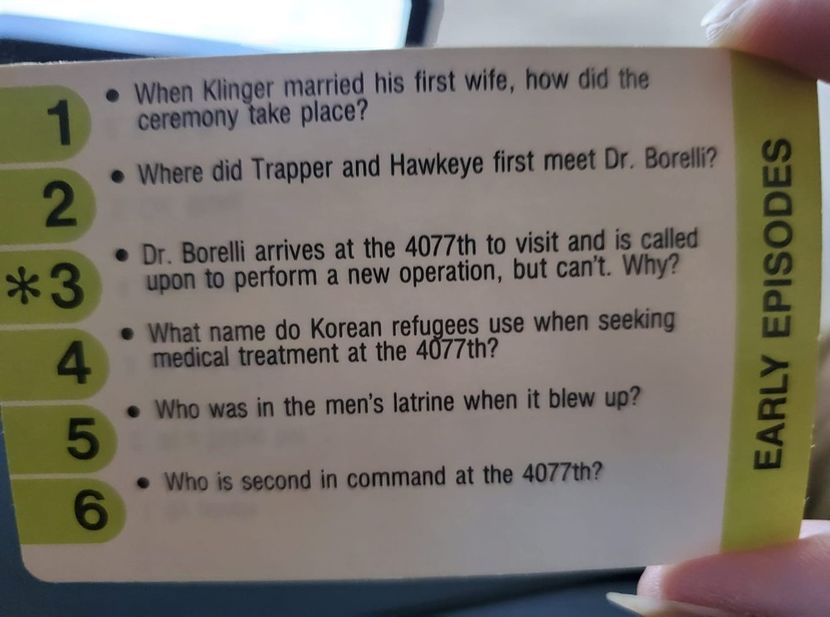 1 • When Klinger married his first wife, how did the
ceremony take place?
2 • Where did Trapper and Hawkeye first meet Dr. Borelli?
*3 • Dr. Borelli arrives at the 4077th to visit and is called
upon to perform a new operation, but can't. Why?
4 • What name do Korean refugees use when seeking
medical treatment at the 4077th?
5 • Who was in the men's latrine when it blew up?
6 • Who is second in command at the 4077th?
EARLY EPISODES